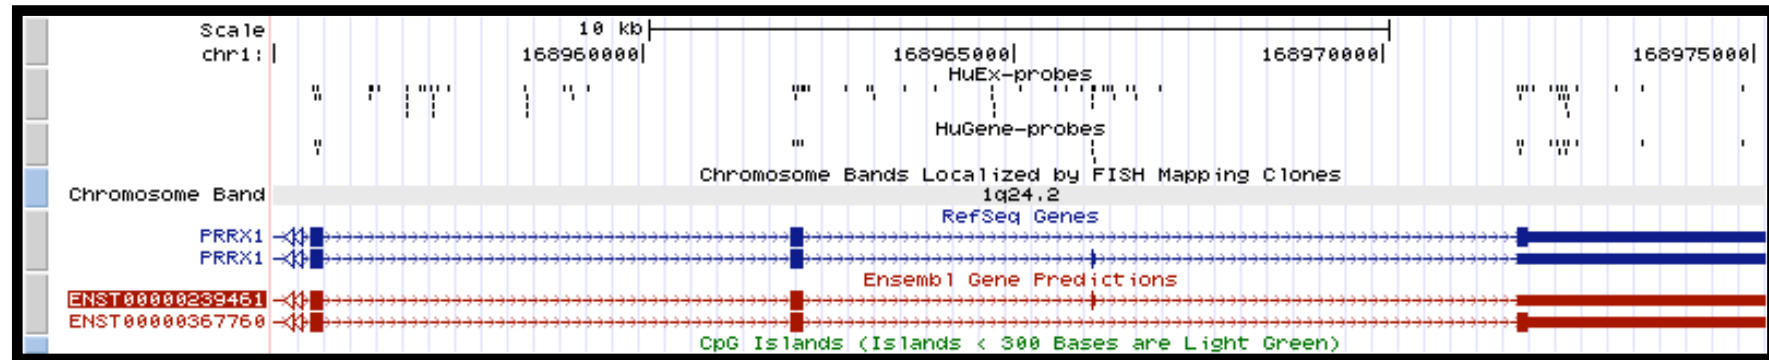 Scale 10 kb
chr1: 168960000 168965000 168970000 168975000
HuEx-probes
HuGene-probes
Chromosome Bands Localized by FISH Mapping Clones
Chromosome Band 1q24.2
RefSeq Genes
PRRX1
PRRX1
Ensembl Gene Predictions
ENST00000239461
ENST00000367760
CpG Islands (Islands < 300 Bases are Light Green)